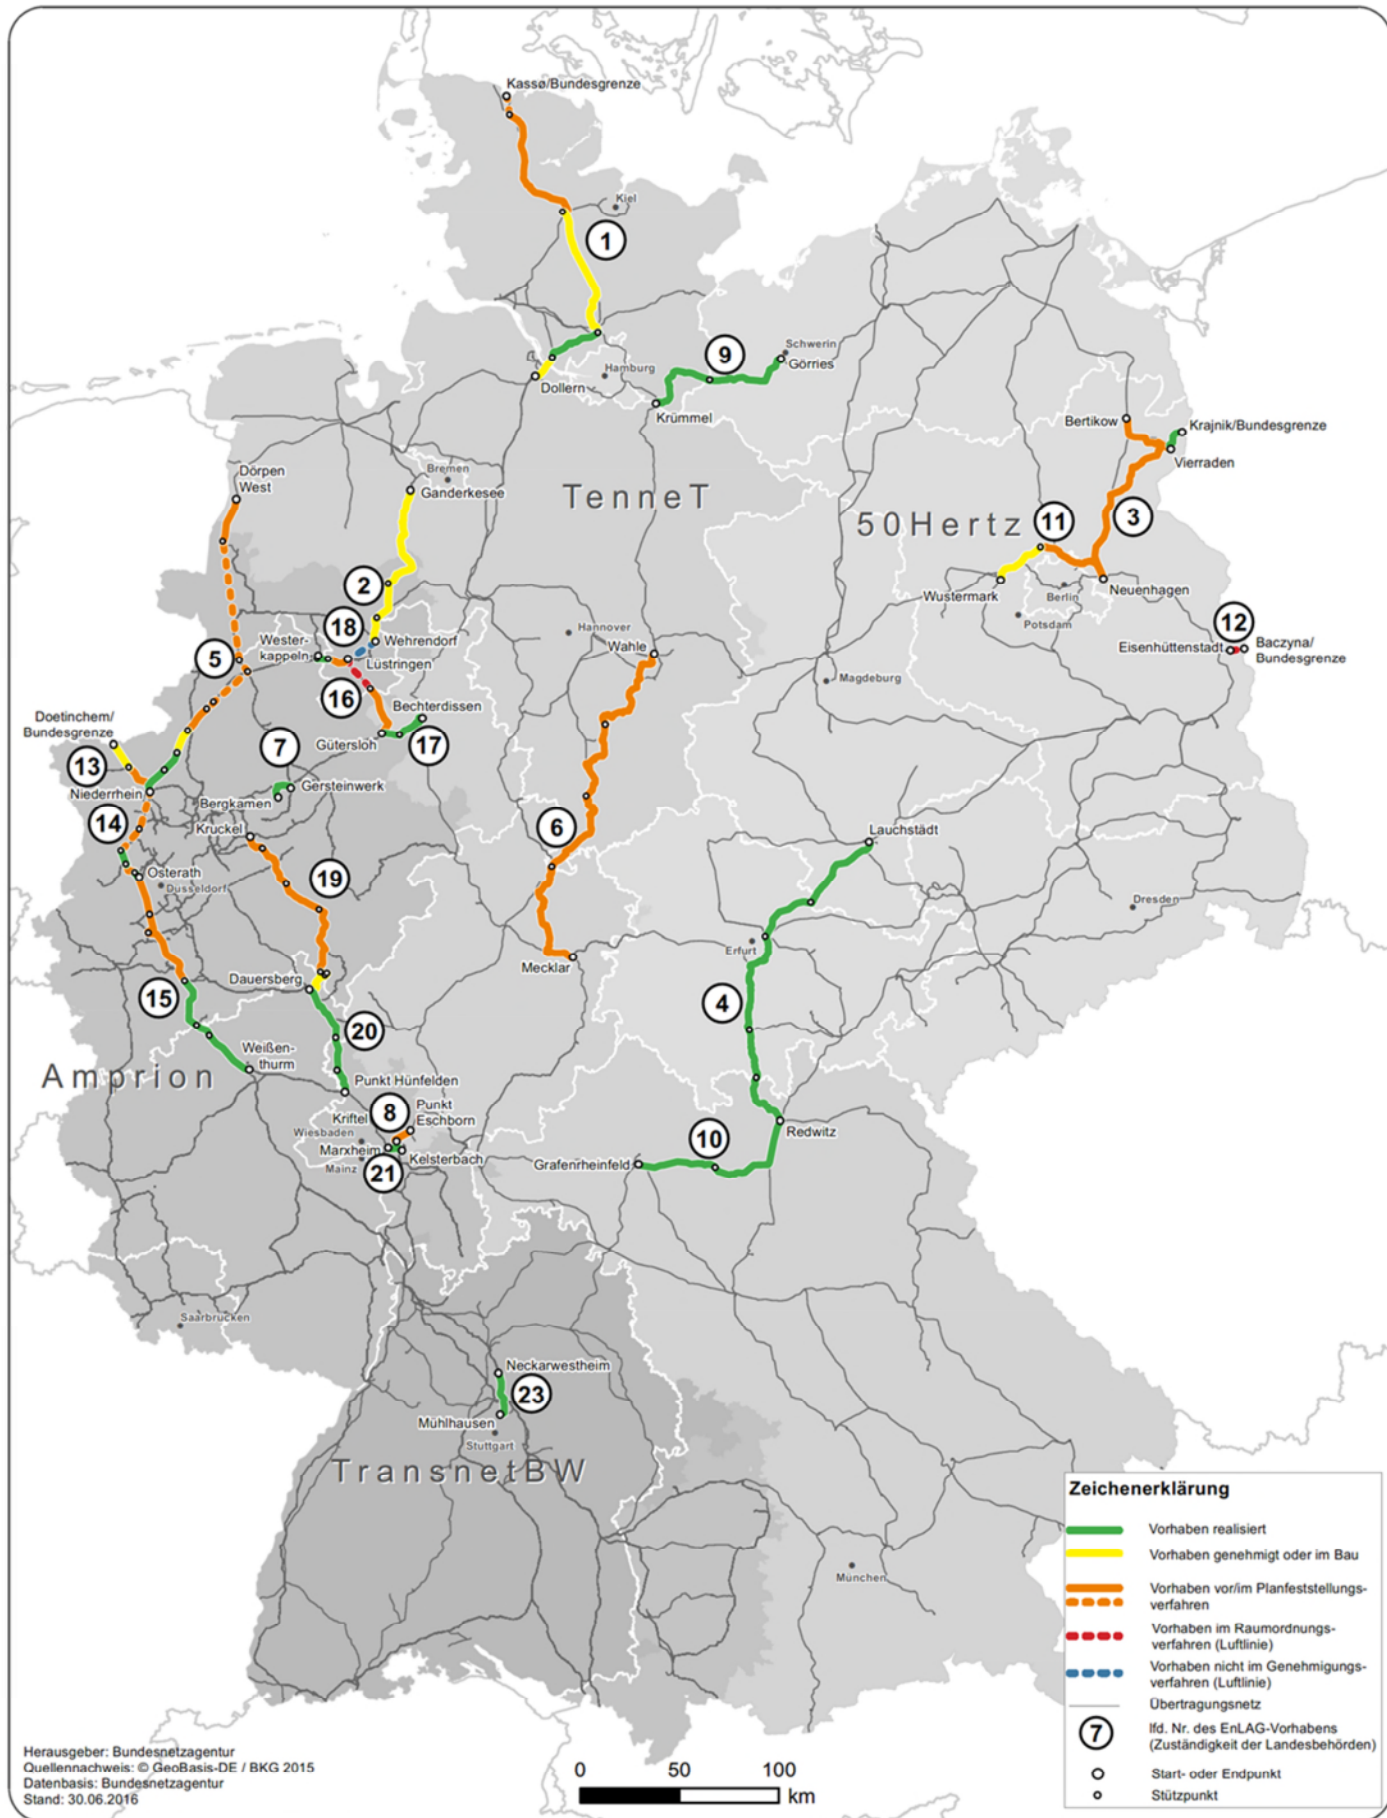 Kassø/Bundesgrenze
Kiel
1
Schwerin
9
Görries
Hamburg
Dollern
Krümmel
Bertikow
Krajnik/Bundesgrenze
Vierraden
Dörpen
West
Bremen
Ganderkesee
TenneT
50Hertz
11
3
2
Wustermark
Berlin
Neuenhagen
Potsdam
18
Hannover
12
Wester-
kappeln
Wehrendorf
Wahle
Eisenhüttenstadt
Baczyna/
Bundesgrenze
5
Lüstringen
Magdeburg
16
Bechterdissen
Doetinchem/
Bundesgrenze
Gütersloh
17
7
13
Niederrhein
Gersteinwerk
Bergkamen
14
Kruckel
6
Lauchstädt
Osterath
Düsseldorf
19
Dresden
Erfurt
Mecklar
Dauersberg
15
4
20
Weißen-
thurm
Amprion
Punkt Hünfelden
Kriftel
8
Punkt
Eschborn
Wiesbaden
Marxheim
Mainz
Kelsterbach
21
Redwitz
10
Grafenrheinfeld
Saarbrücken
Neckarwestheim
23
Mühlhausen
Stuttgart
TransnetBW
München
Zeichenerklärung
Vorhaben realisiert
Vorhaben genehmigt oder im Bau
Vorhaben vor/im Planfeststellungs-
verfahren
Vorhaben im Raumordnungs-
verfahren (Luftlinie)
Vorhaben nicht im Genehmigungs-
verfahren (Luftlinie)
Übertragungsnetz
7
lfd. Nr. des EnLAG-Vorhabens
(Zuständigkeit der Landesbehörden)
Start- oder Endpunkt
Stützpunkt
Herausgeber: Bundesnetzagentur
Quellennachweis: © GeoBasis-DE / BKG 2015
Datenbasis: Bundesnetzagentur
Stand: 30.06.2016
0 50 100
km